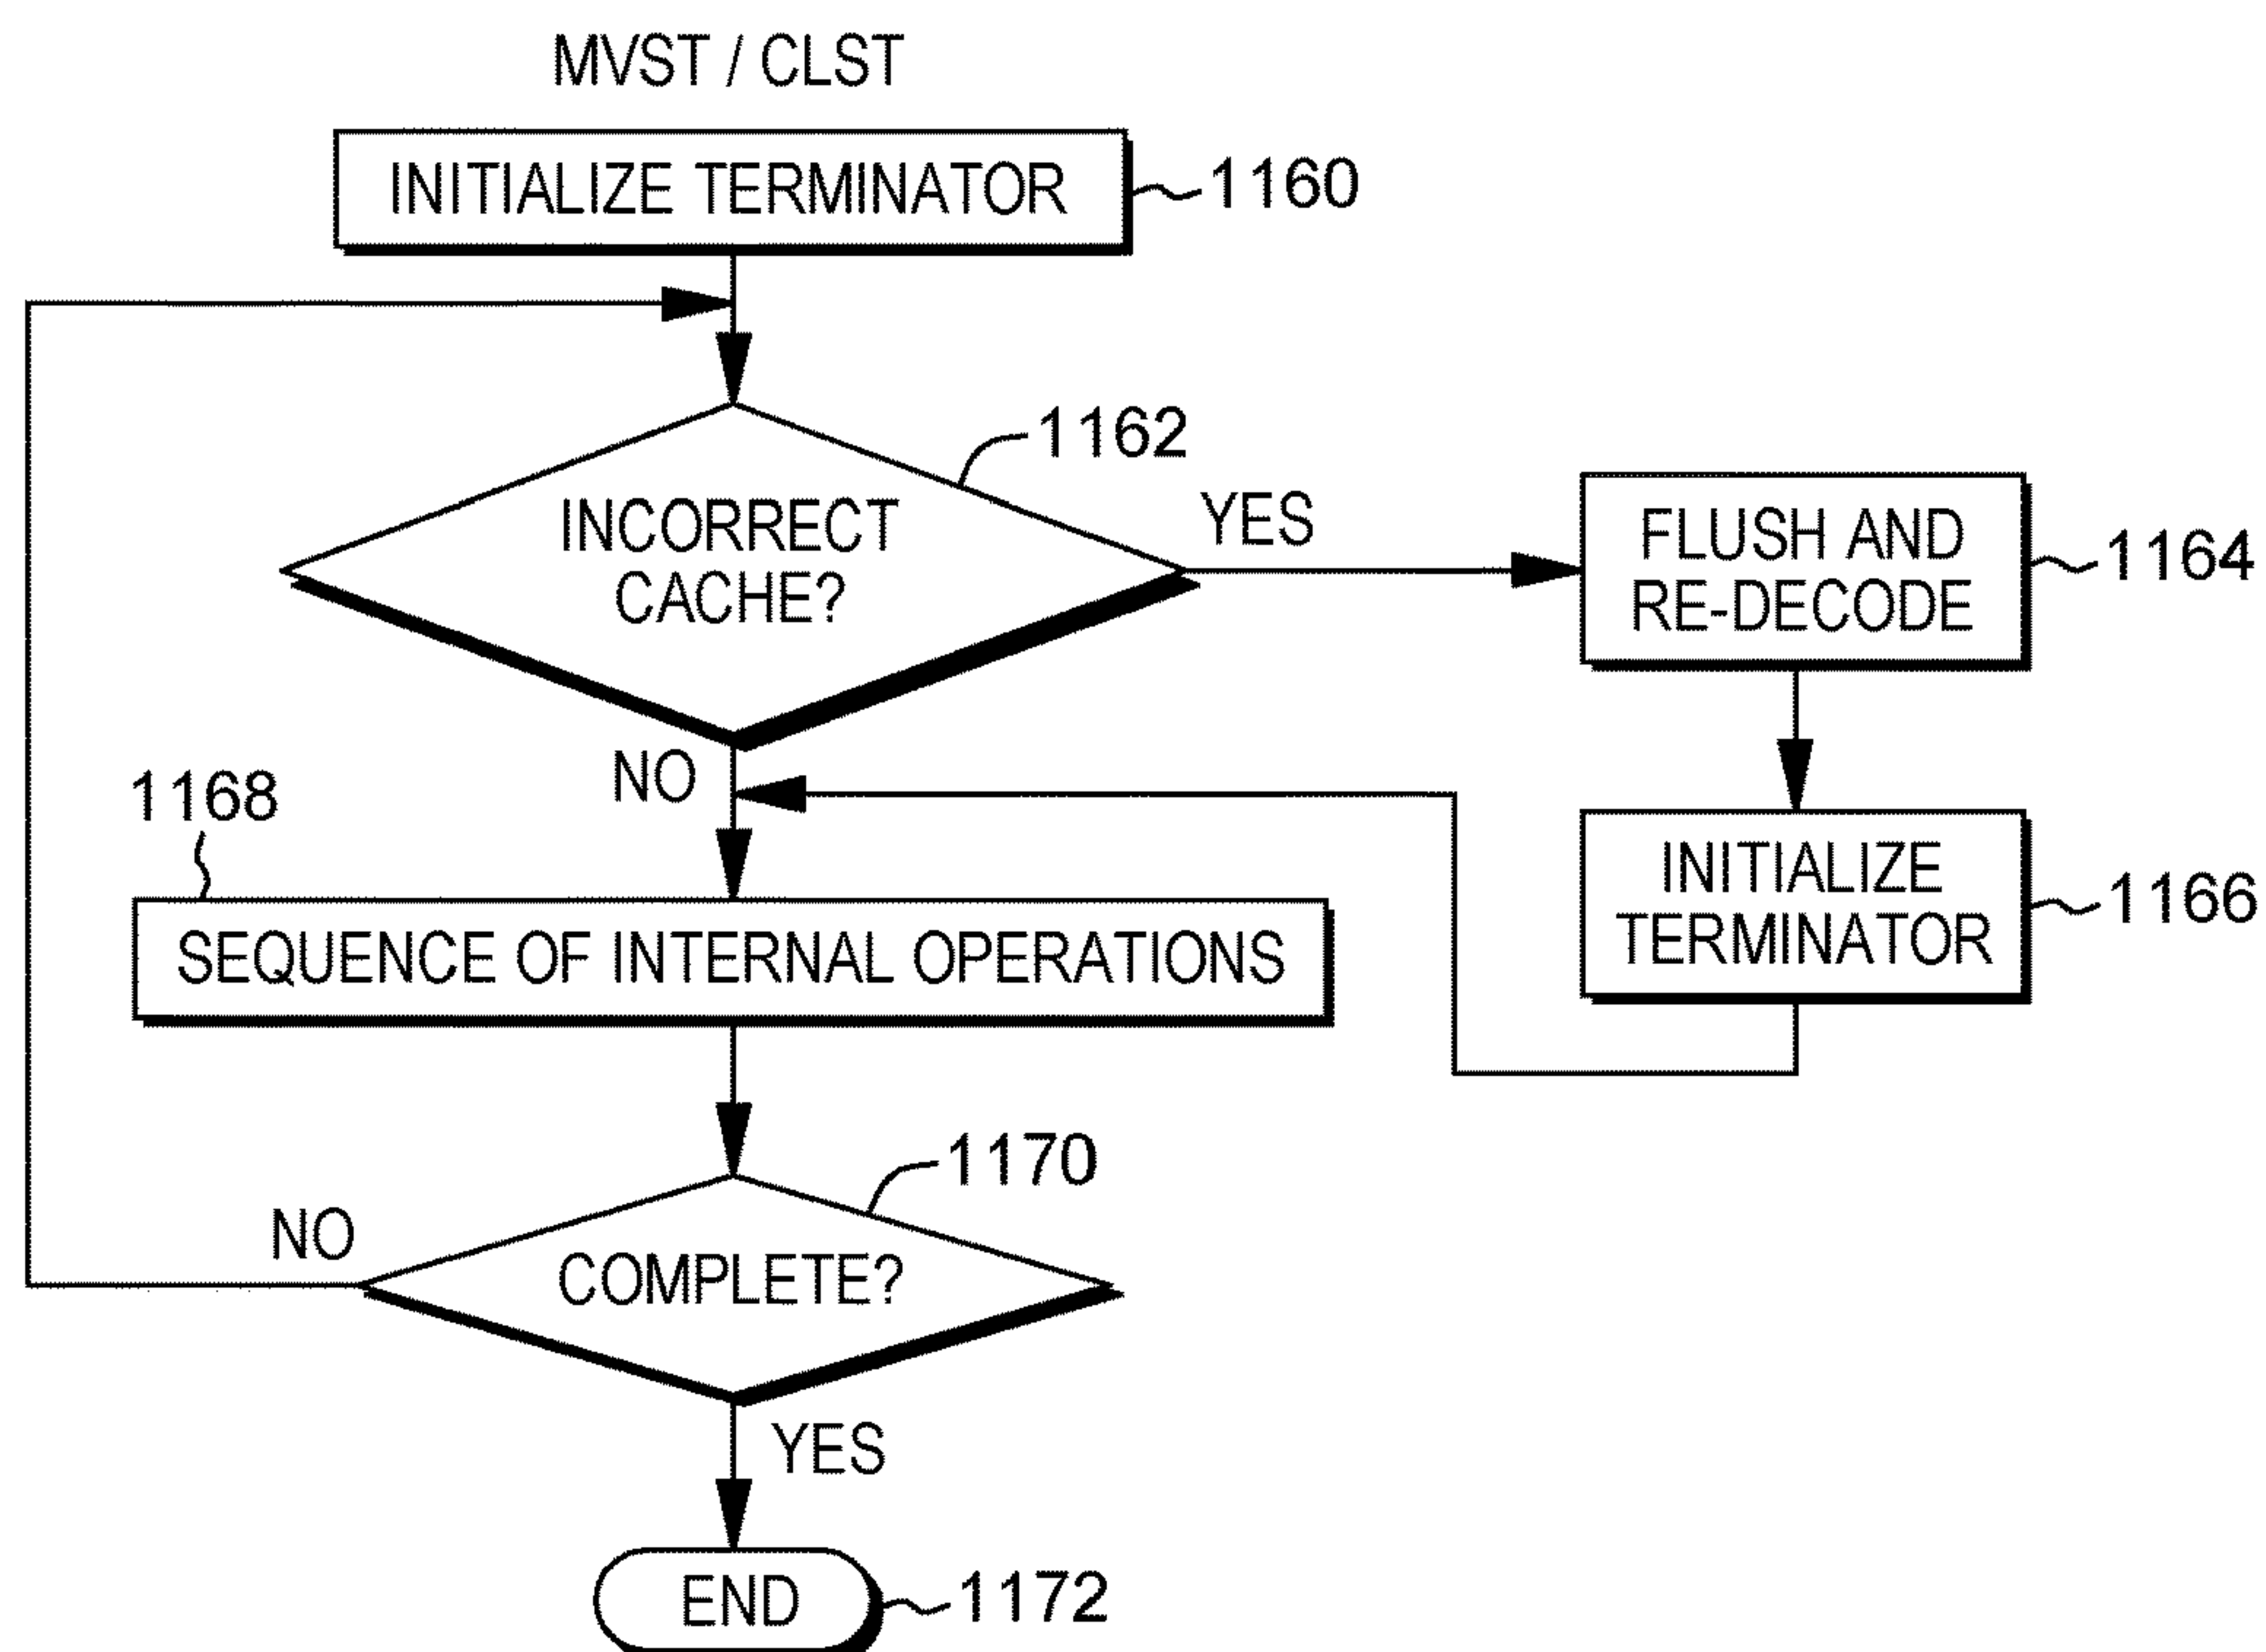 MVST / CLST
INITIALIZE TERMINATOR
1160
1162
INCORRECT
CACHE?
YES
FLUSH AND
RE-DECODE
1164
NO
1168
INITIALIZE
TERMINATOR
1166
SEQUENCE OF INTERNAL OPERATIONS
1170
NO
COMPLETE?
YES
END
1172